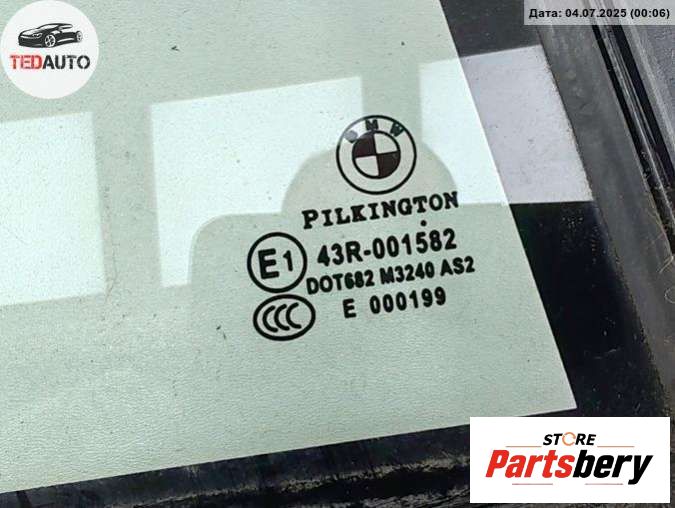 Дата: 04.07.2025 (00:06)
TEDAUTO
BMW
PILKINGTON
E1 43R-001582
DOT682 M3240 AS2
CCC E 000199
STORE
Partsbery